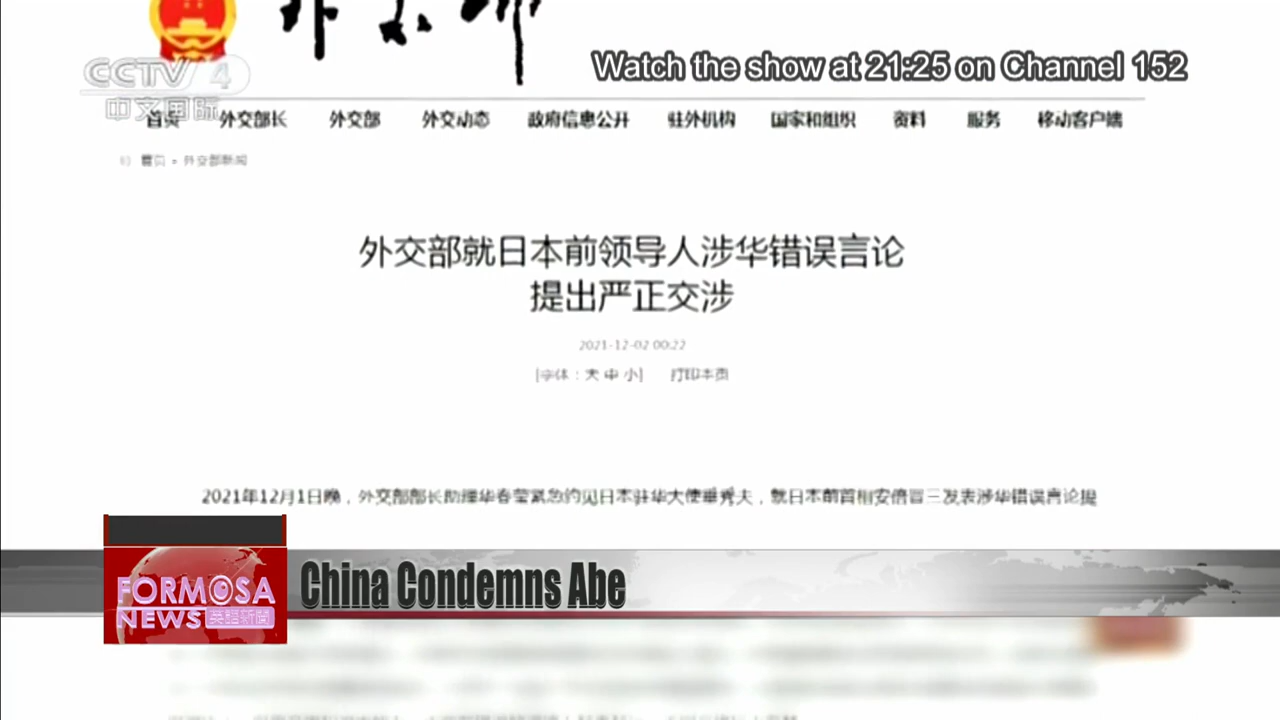 Watch the show at 21:25 on Channel 152
CCTV 4
中文国际
首页 外交部长 外交部 外交动态 政府信息公开 驻外机构 国家和组织 资料 服务 移动客户端
首页 > 外交部新闻
外交部就日本前领导人涉华错误言论
提出严正交涉
2021-12-02 00:22
[字体：大 中 小] 打印本页
2021年12月1日晚，外交部部长助理华春莹紧急约见日本驻华大使垂秀夫，就日本前首相安倍晋三发表涉华错误言论提
China Condemns Abe
FORMOSA
NEWS 英語新聞